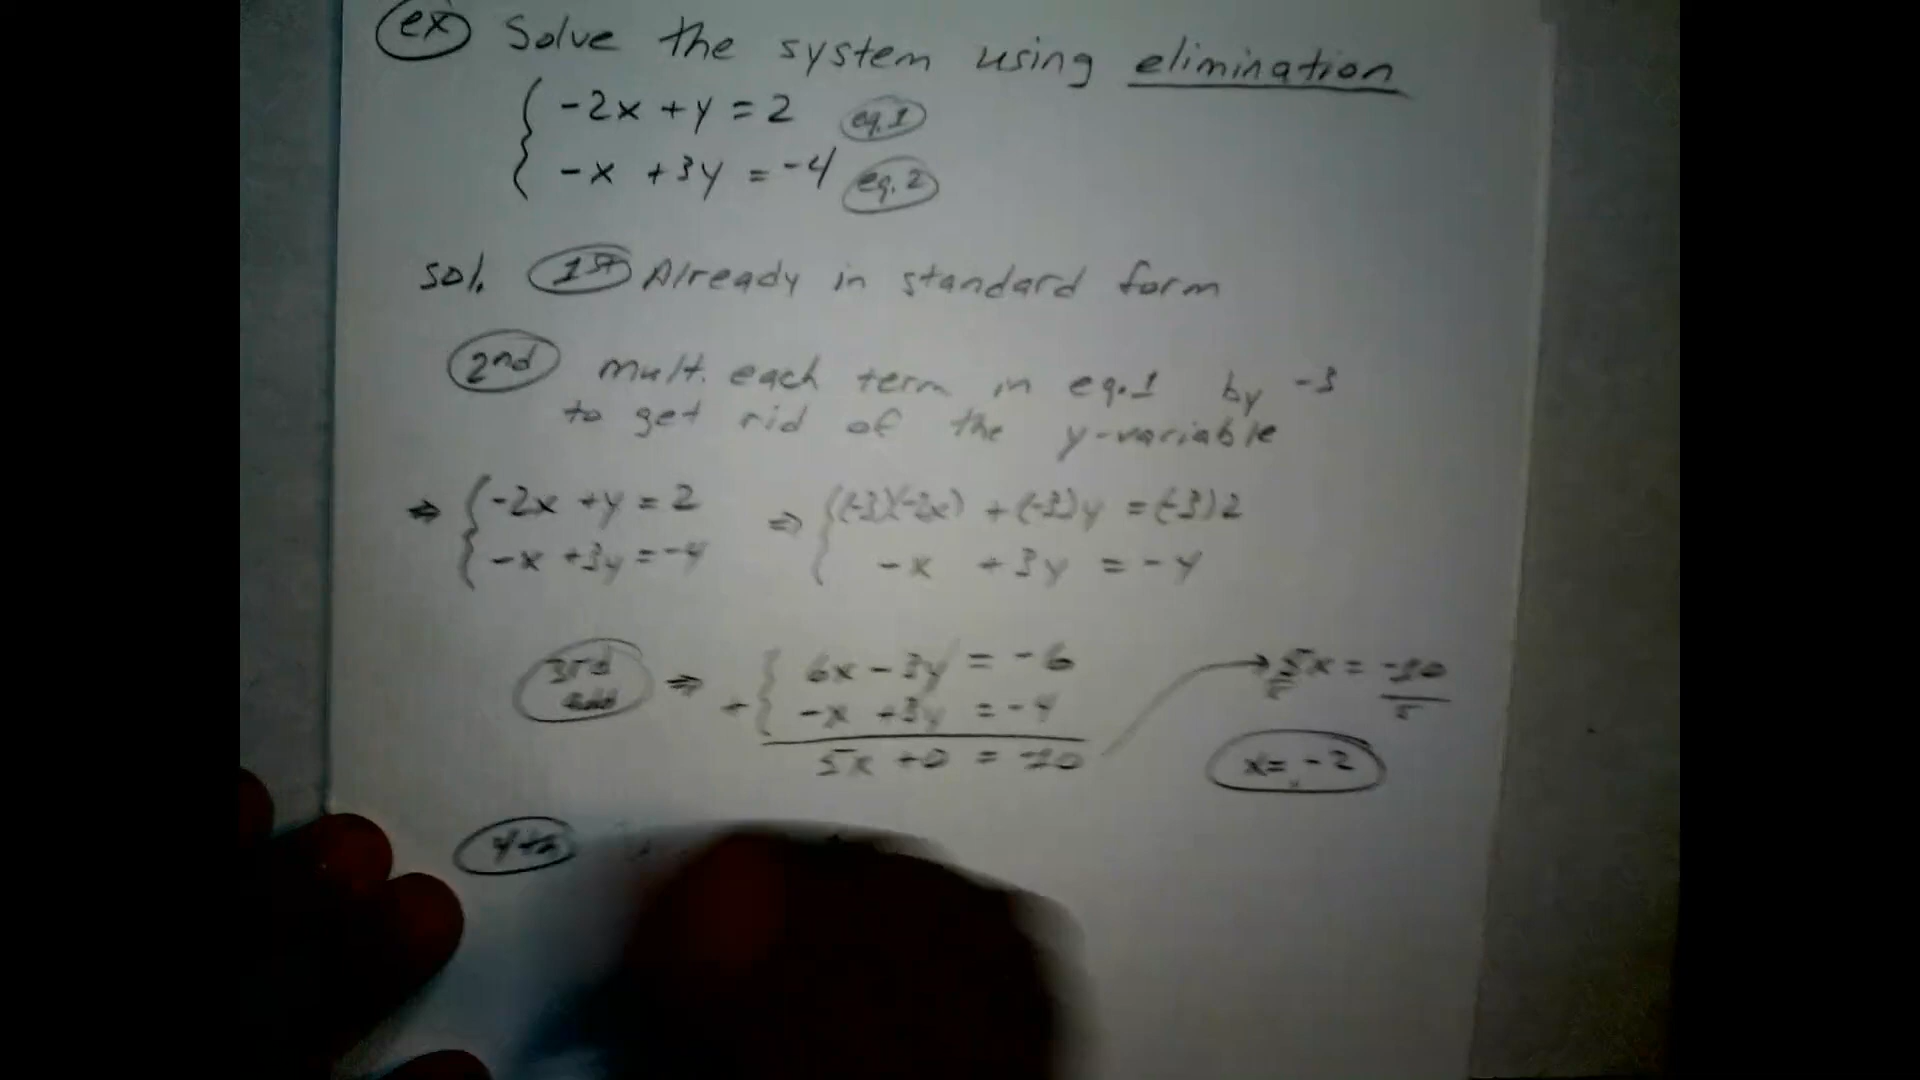 ex Solve the system using elimination
-2x + y = 2 eq.1
-x + 3y = -4 eq.2
sol. 1st Already in standard form
2nd mult. each term in eq.1 by -3
to get rid of the y-variable
⇒ { -2x + y = 2 ⇒ { (-3)(-2x) + (-3)y = (-3)2
-x + 3y = -4 -x + 3y = -4
3rd add ⇒ 6x - 3y = -6 → 5x = -10
+ { -x + 3y = -4 5 5
5x + 0 = -10 x = -2
4th